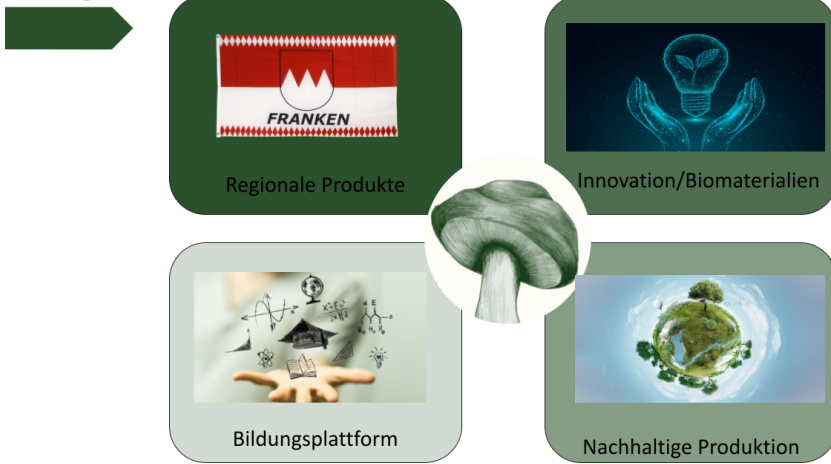 FRANKEN
Regionale Produkte
Innovation/Biomaterialien
Bildungsplattform
Nachhaltige Produktion